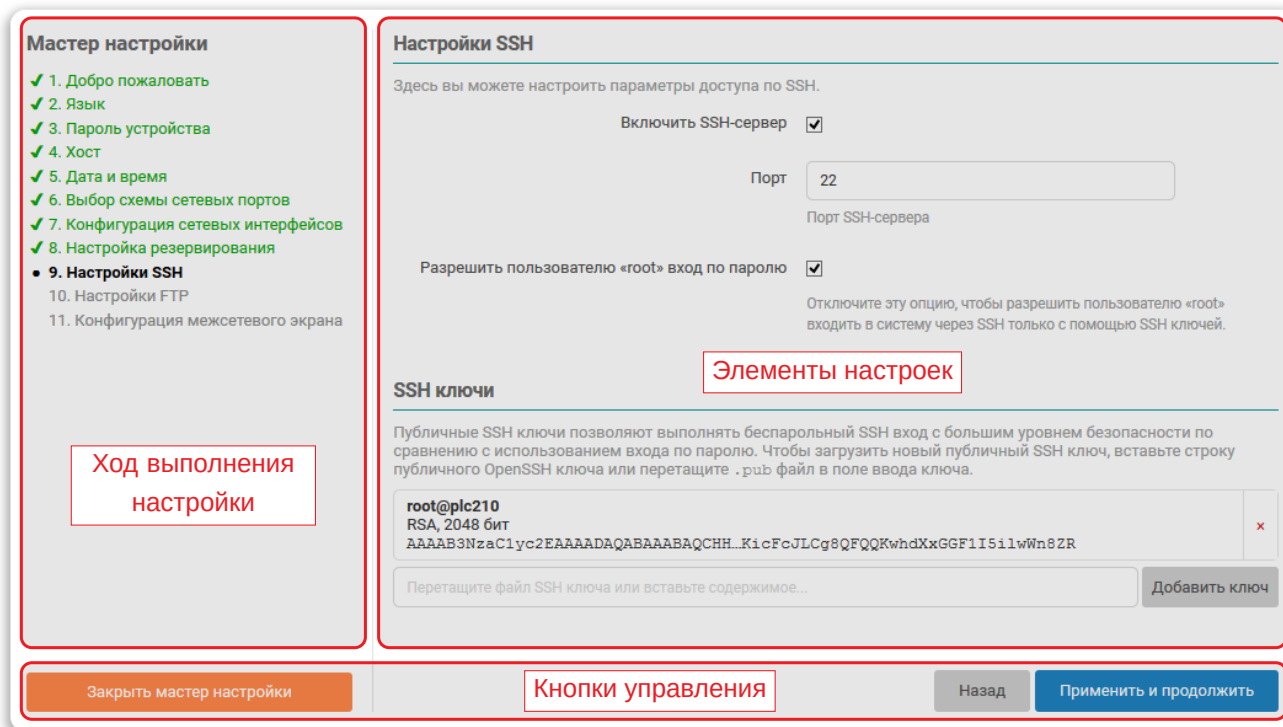 Мастер настройки
✔ 1. Добро пожаловать
✔ 2. Язык
✔ 3. Пароль устройства
✔ 4. Хост
✔ 5. Дата и время
✔ 6. Выбор схемы сетевых портов
✔ 7. Конфигурация сетевых интерфейсов
✔ 8. Настройка резервирования
● 9. Настройки SSH
10. Настройки FTP
11. Конфигурация межсетевого экрана
Ход выполнения
настройки
Настройки SSH
Здесь вы можете настроить параметры доступа по SSH.
Включить SSH-сервер
Порт 22
Порт SSH-сервера
Разрешить пользователю «root» вход по паролю
Отключите эту опцию, чтобы разрешить пользователю «root»
входить в систему через SSH только с помощью SSH ключей.
Элементы настроек
SSH ключи
Публичные SSH ключи позволяют выполнять беспарольный SSH вход с большим уровнем безопасности по
сравнению с использованием входа по паролю. Чтобы загрузить новый публичный SSH ключ, вставьте строку
публичного OpenSSH ключа или перетащите .pub файл в поле ввода ключа.
root@plc210
RSA, 2048 бит
AAAAB3NzaC1yc2EAAAADAQABAAABAQCHH…KicFcJLCg8QFQQKwhdXxGGF1I5ilwWn8ZR
×
Перетащите файл SSH ключа или вставьте содержимое... Добавить ключ
Закрыть мастер настройки Кнопки управления Назад Применить и продолжить